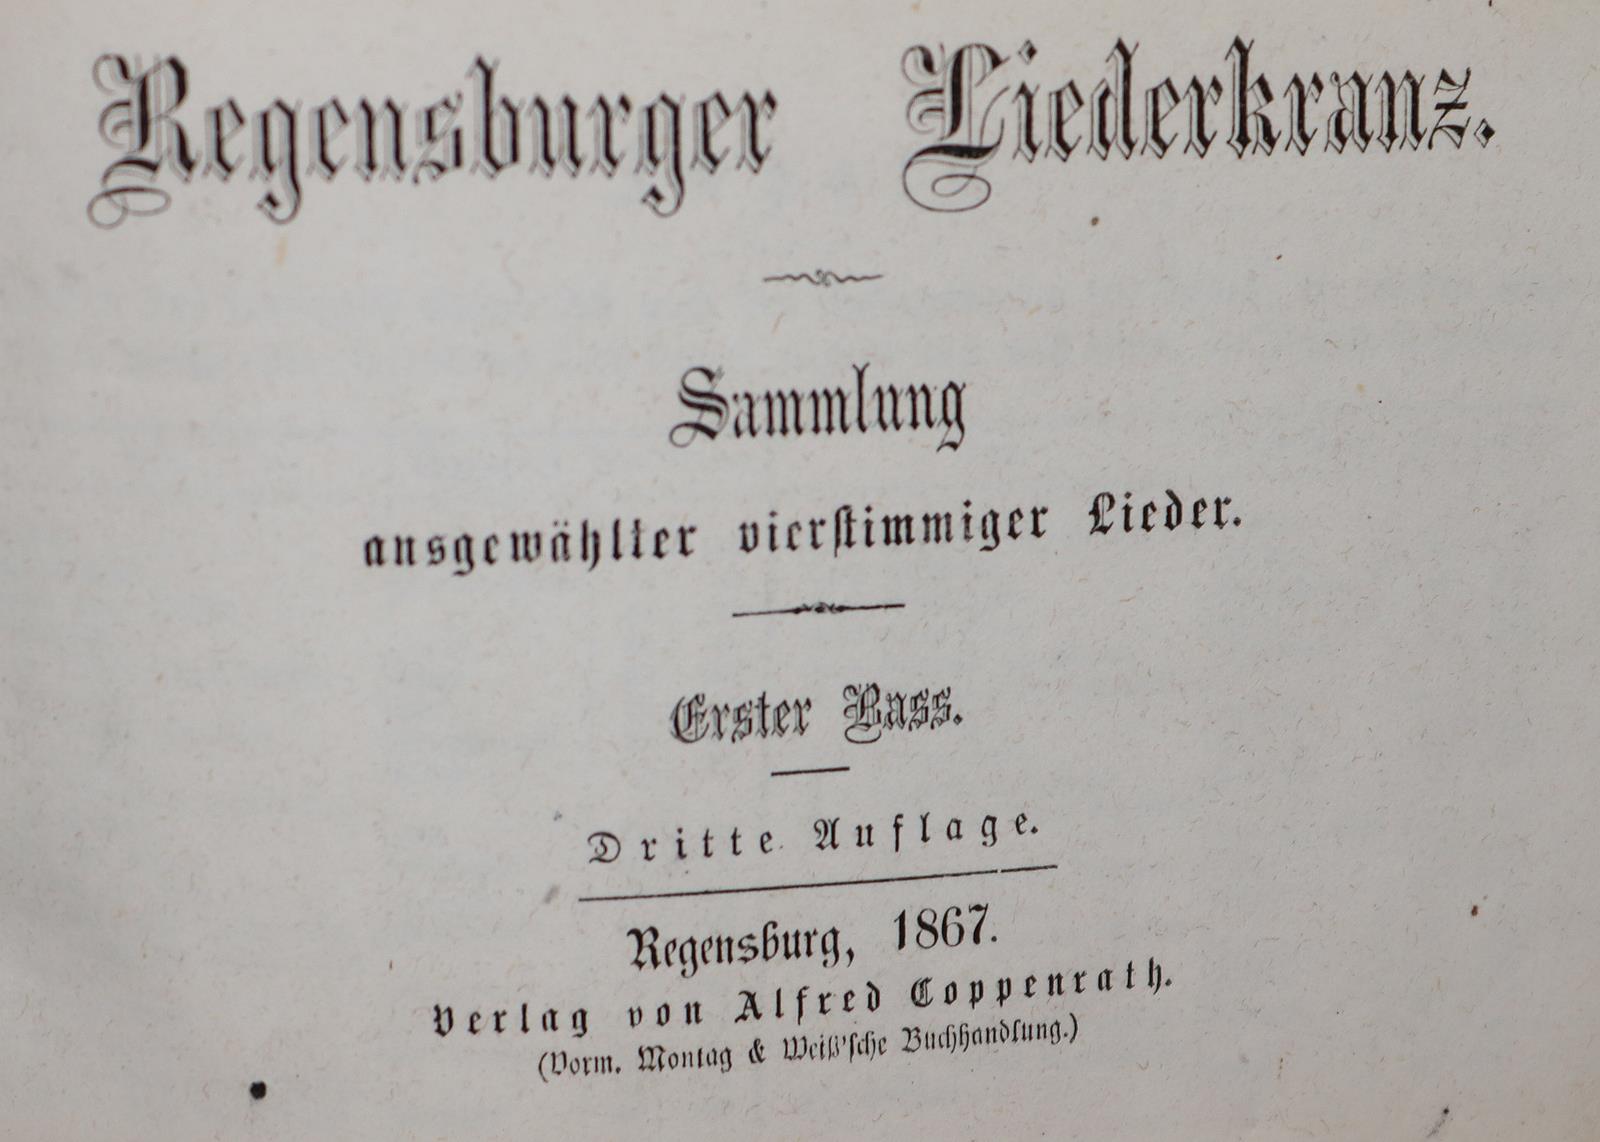 Regensburger Liederkranz.
Sammlung
ausgewählter vierstimmiger Lieder.
Erster Bass.
Dritte Auflage.
Regensburg, 1867.
Verlag von Alfred Coppenrath.
(Vorm. Montag & Weiß'sche Buchhandlung.)